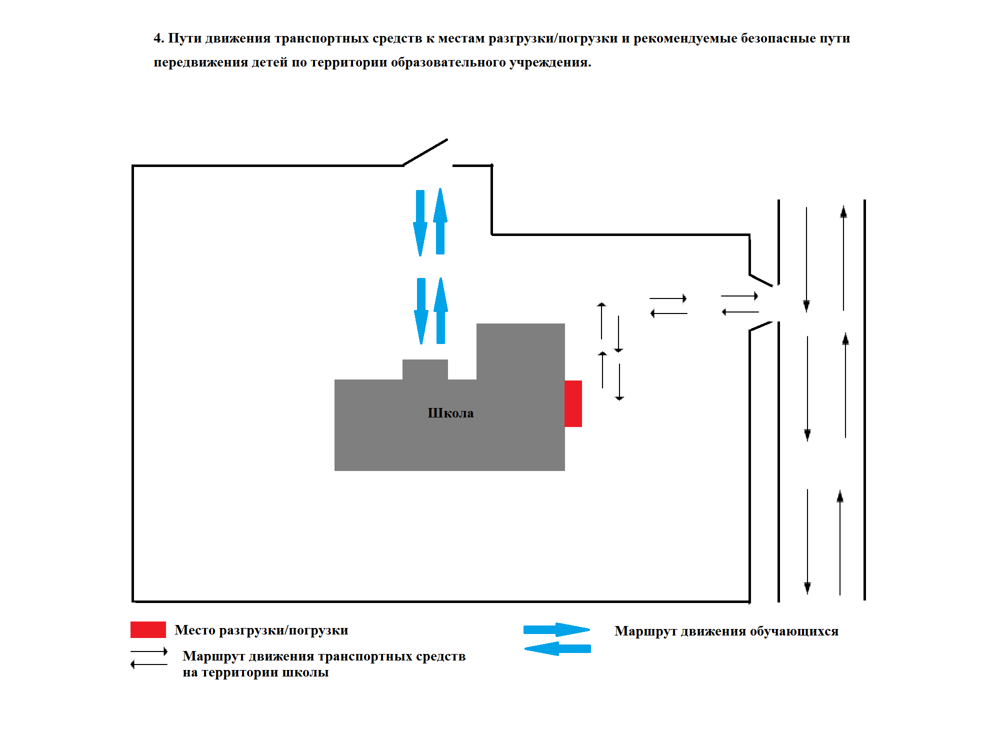 4. Пути движения транспортных средств к местам разгрузки/погрузки и рекомендуемые безопасные пути
передвижения детей по территории образовательного учреждения.
Школа
Место разгрузки/погрузки
Маршрут движения обучающихся
Маршрут движения транспортных средств
на территории школы